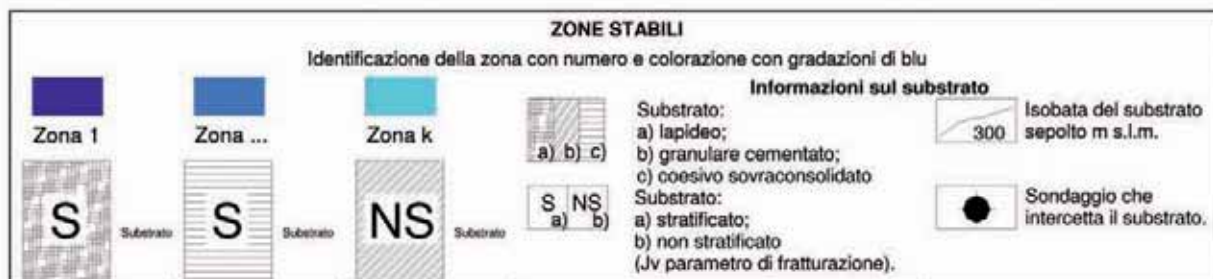 ZONE STABILI
Identificazione della zona con numero e colorazione con gradazioni di blu
Zona 1
Zona ...
Zona k
S
Substrato
S
Substrato
NS
Substrato
Informazioni sul substrato
a) b) c)
Substrato:
a) lapideo;
b) granulare cementato;
c) coesivo sovraconsolidato
S NS
a) b)
Substrato:
a) stratificato;
b) non stratificato
(Jv parametro di fratturazione).
300
Isobata del substrato
sepolto m s.l.m.
Sondaggio che
intercetta il substrato.